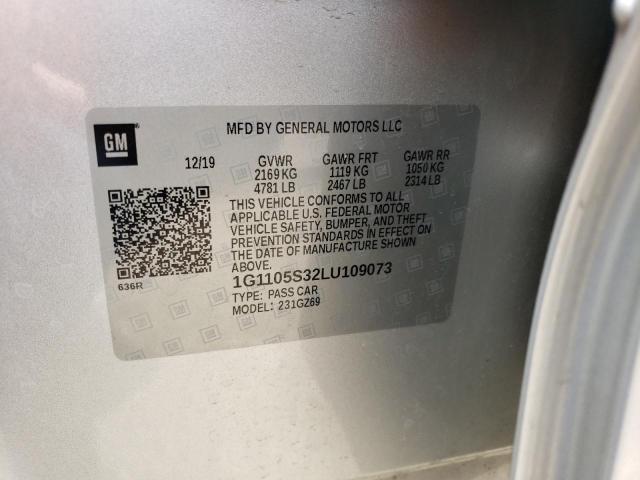 GM
MFD BY GENERAL MOTORS LLC
12/19 GVWR GAWR FRT GAWR RR
2169 KG 1119 KG 1050 KG
4781 LB 2467 LB 2314 LB
THIS VEHICLE CONFORMS TO ALL
APPLICABLE U.S. FEDERAL MOTOR
VEHICLE SAFETY, BUMPER, AND THEFT
PREVENTION STANDARDS IN EFFECT ON
THE DATE OF MANUFACTURE SHOWN
ABOVE.
636R
1G1105S32LU109073
TYPE: PASS CAR
MODEL: 231GZ69